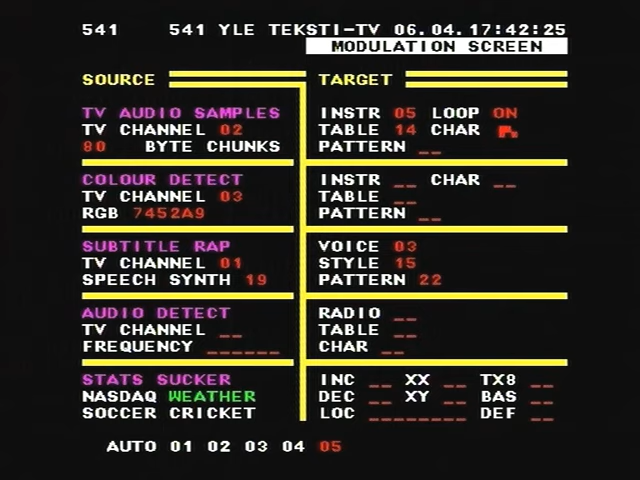 541 541 YLE TEKSTI-TV 06.04.17:42:25
MODULATION SCREEN
SOURCE TARGET
TV AUDIO SAMPLES INSTR 05 LOOP ON
TV CHANNEL 02 TABLE 14 CHAR
80 BYTE CHUNKS PATTERN __
COLOUR DETECT INSTR __ CHAR __
TV CHANNEL 03 TABLE __
RGB 7452A9 PATTERN __
SUBTITLE RAP VOICE 03
TV CHANNEL 01 STYLE 15
SPEECH SYNTH 19 PATTERN 22
AUDIO DETECT RADIO __
TV CHANNEL __ TABLE __
FREQUENCY ______ CHAR __
STATS SUCKER INC __ XX __ TX8 __
NASDAQ WEATHER DEC __ XY __ BAS __
SOCCER CRICKET LOC ________ DEF __
AUTO 01 02 03 04 05